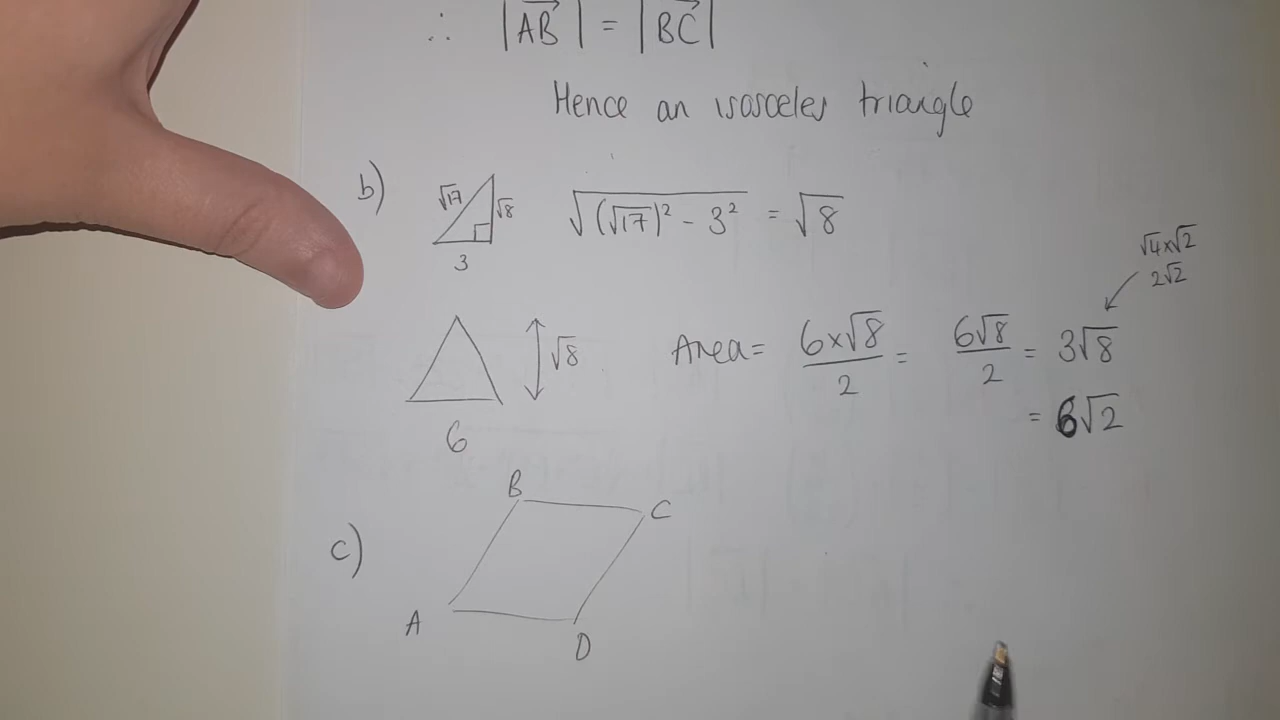 ∴ |AB| = |BC|
Hence an isosceles triangle
b) √17 √8 3 √(√17)² - 3² = √8
√4×√2
2√2
√8 Area = 6×√8/2 = 6√8/2 = 3√8
6 = 6√2
c) B C
A D